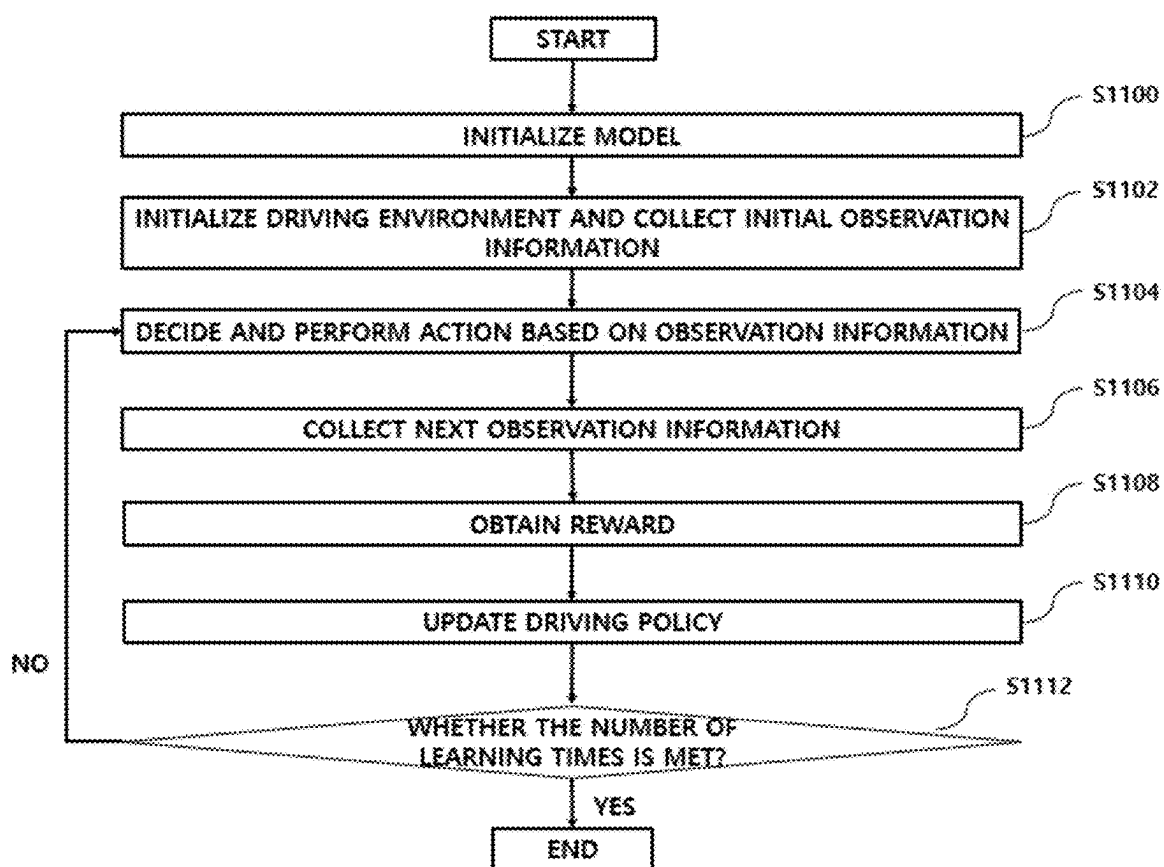 START
S1100
INITIALIZE MODEL
S1102
INITIALIZE DRIVING ENVIRONMENT AND COLLECT INITIAL OBSERVATION
INFORMATION
S1104
DECIDE AND PERFORM ACTION BASED ON OBSERVATION INFORMATION
S1106
COLLECT NEXT OBSERVATION INFORMATION
S1108
OBTAIN REWARD
S1110
UPDATE DRIVING POLICY
NO
S1112
WHETHER THE NUMBER OF
LEARNING TIMES IS MET?
YES
END